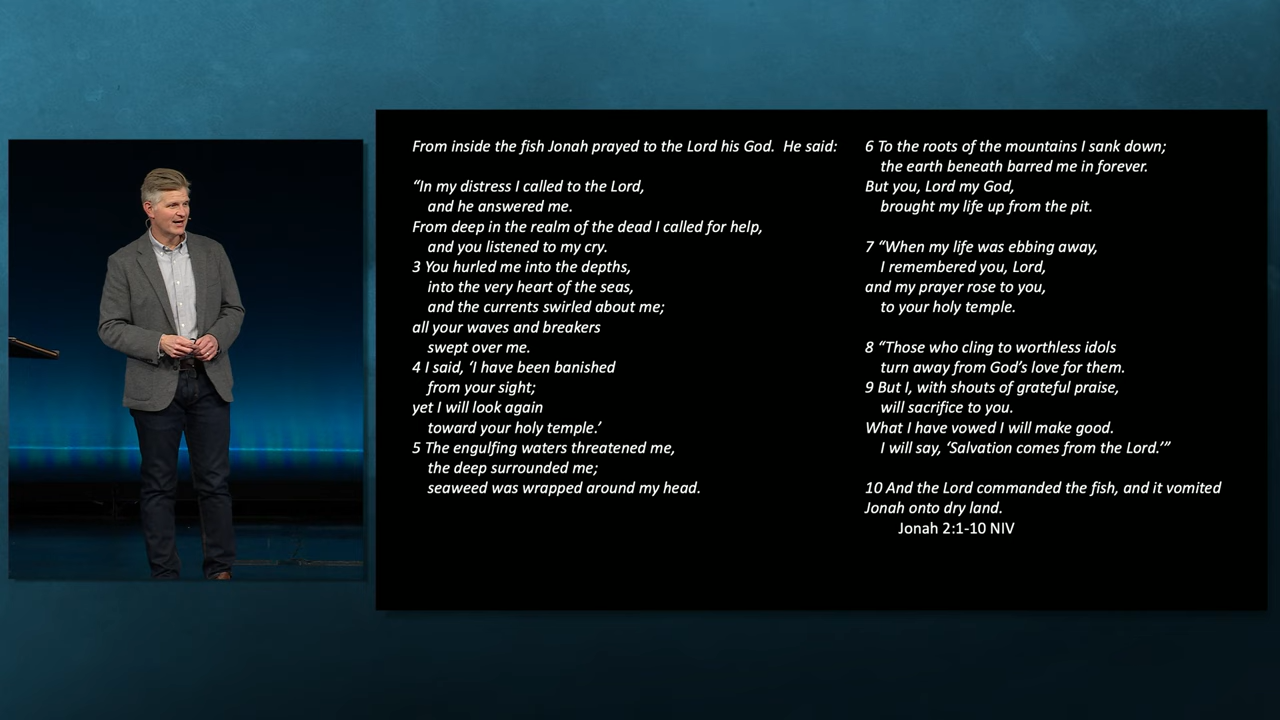 From inside the fish Jonah prayed to the Lord his God.  He said:
“In my distress I called to the Lord,
and he answered me.
From deep in the realm of the dead I called for help,
and you listened to my cry.
3 You hurled me into the depths,
into the very heart of the seas,
and the currents swirled about me;
all your waves and breakers
swept over me.
4 I said, ‘I have been banished
from your sight;
yet I will look again
toward your holy temple.’
5 The engulfing waters threatened me,
the deep surrounded me;
seaweed was wrapped around my head.
6 To the roots of the mountains I sank down;
the earth beneath barred me in forever.
But you, Lord my God,
brought my life up from the pit.
7 “When my life was ebbing away,
I remembered you, Lord,
and my prayer rose to you,
to your holy temple.
8 “Those who cling to worthless idols
turn away from God’s love for them.
9 But I, with shouts of grateful praise,
will sacrifice to you.
What I have vowed I will make good.
I will say, ‘Salvation comes from the Lord.’”
10 And the Lord commanded the fish, and it vomited
Jonah onto dry land.
Jonah 2:1-10 NIV